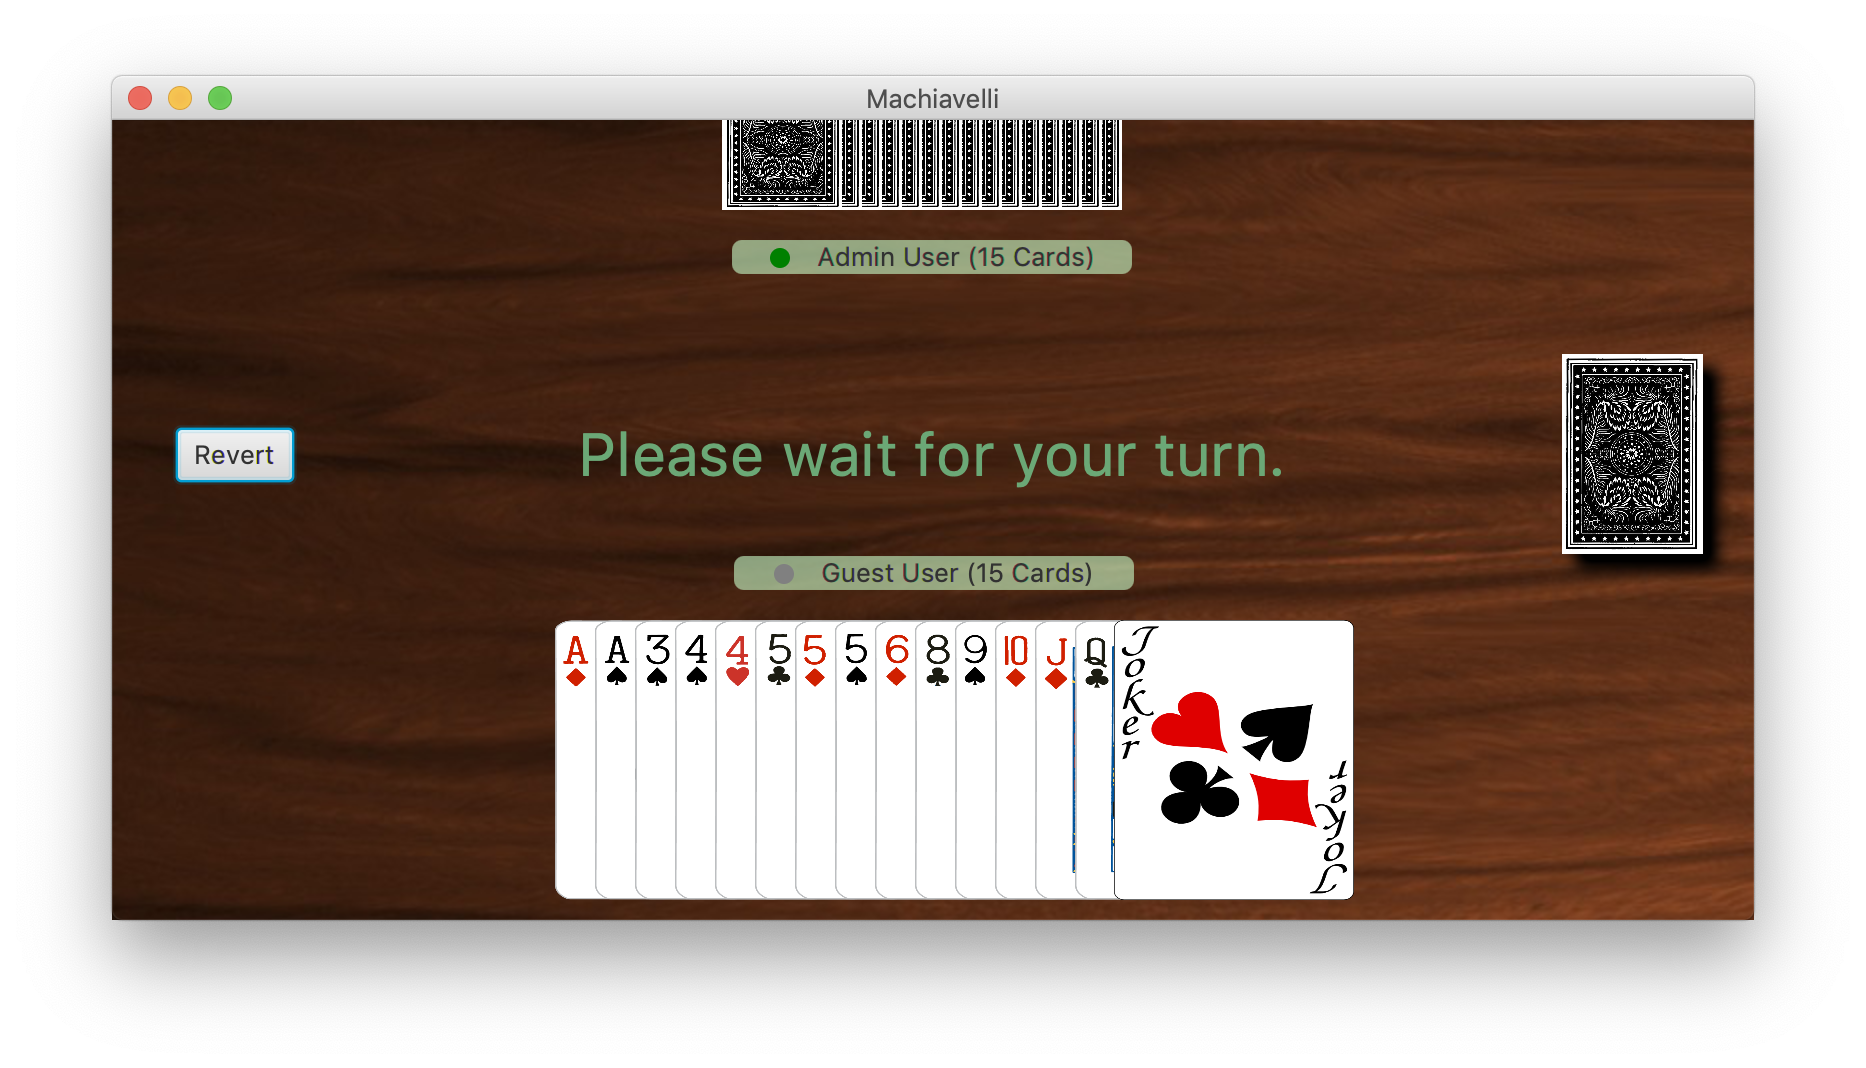 Machiavelli
Admin User (15 Cards)
Revert
Please wait for your turn.
Guest User (15 Cards)
A A 3 4 4 5 5 5 6 8 9 10 J Q Joker
Joker